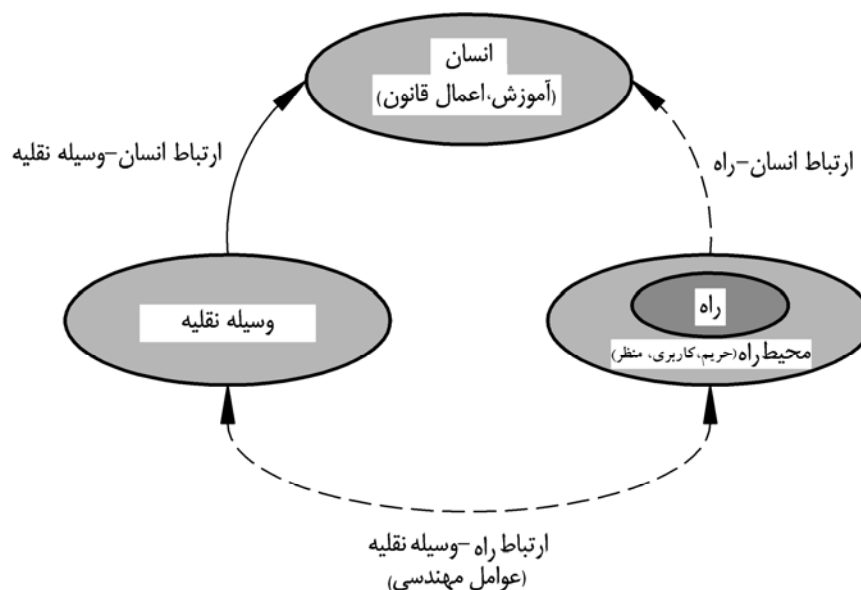 انسان
(آموزش،اعمال قانون)
ارتباط انسان-راه
ارتباط انسان-وسیله نقلیه
راه
محیط راه (حریم،کاربری، منظر)
وسیله نقلیه
ارتباط راه-وسیله نقلیه
(عوامل مهندسی)